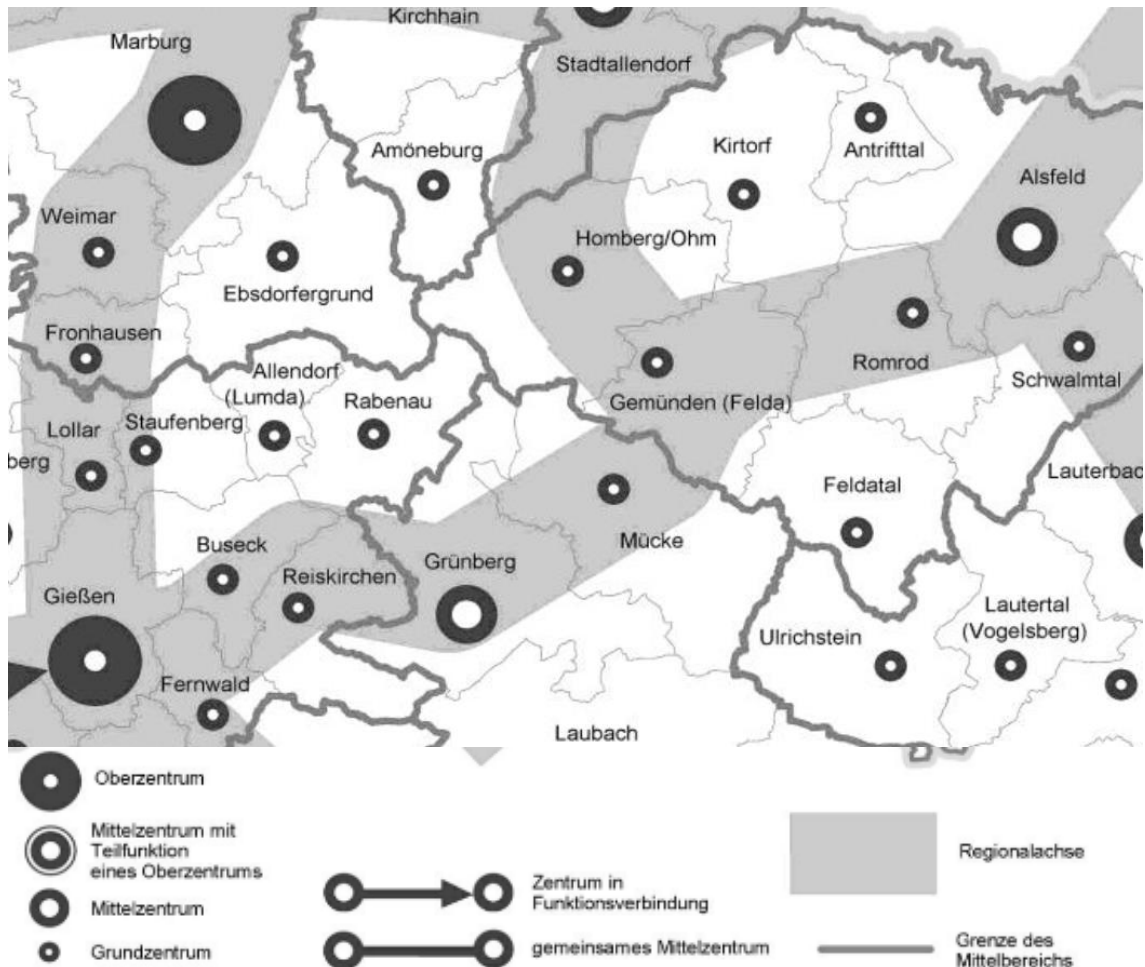 Kirchhain
Marburg
Stadtallendorf
Amöneburg
Kirtorf
Antrifttal
Alsfeld
Weimar
Homberg/Ohm
Ebsdorfergrund
Fronhausen
Romrod
Schwalmtal
Allendorf
(Lumda)
Rabenau
Gemünden (Felda)
Staufenberg
Lollar
berg
Lauterbac
Feldatal
Mücke
Buseck
Grünberg
Reiskirchen
Gießen
Lautertal
(Vogelsberg)
Ulrichstein
Fernwald
Laubach
Oberzentrum
Mittelzentrum mit
Teilfunktion
eines Oberzentrums
Mittelzentrum
Grundzentrum
Zentrum in
Funktionsverbindung
gemeinsames Mittelzentrum
Regionalachse
Grenze des
Mittelbereichs